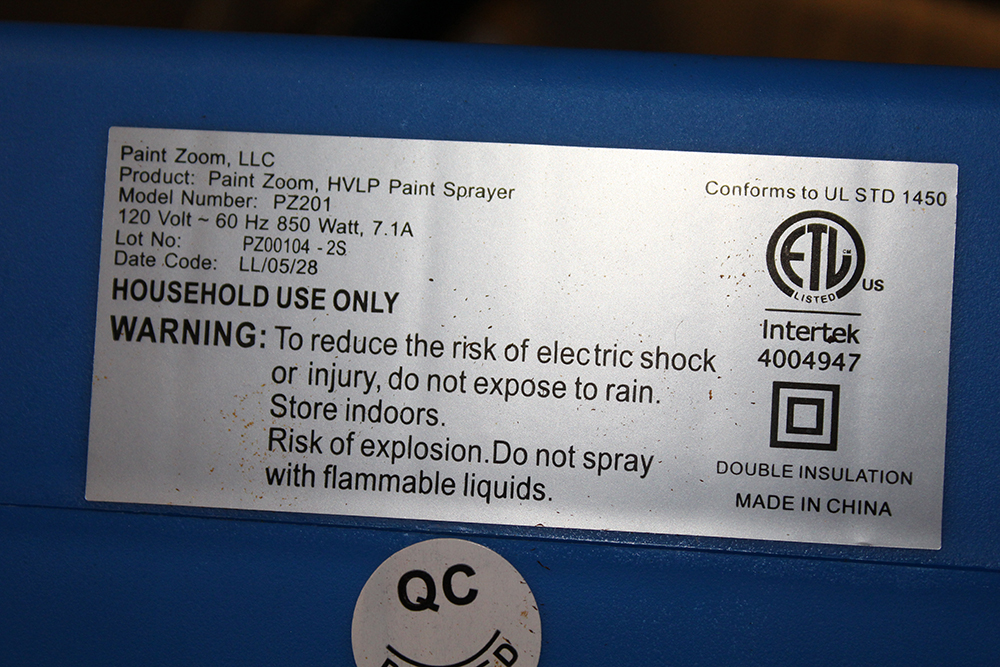 Paint Zoom, LLC
Product: Paint Zoom, HVLP Paint Sprayer
Model Number: PZ201
120 Volt ~ 60 Hz 850 Watt, 7.1A
Lot No: PZ00104 - 2S
Date Code: LL/05/28
HOUSEHOLD USE ONLY
WARNING: To reduce the risk of electric shock
or injury, do not expose to rain.
Store indoors.
Risk of explosion.Do not spray
with flammable liquids.
Conforms to UL STD 1450
ETL
CM
US
LISTED
Intertek
4004947
DOUBLE INSULATION
MADE IN CHINA
QC